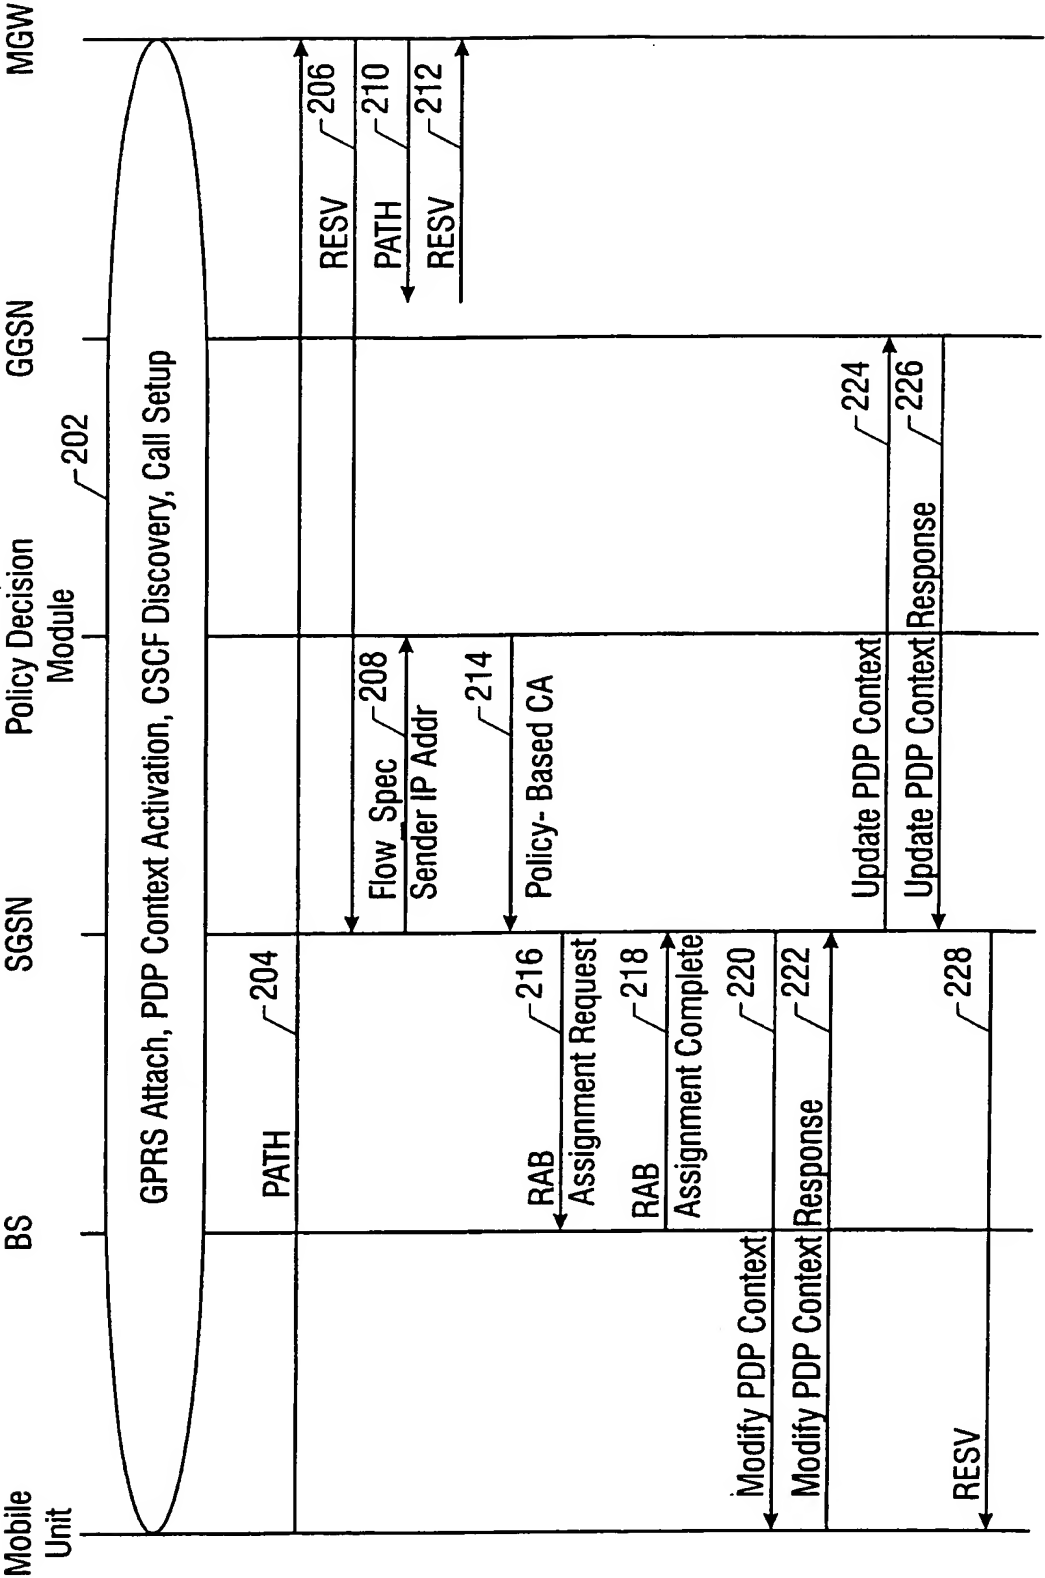 Mobile
Unit
BS
SGSN
Policy Decision
Module
GGSN
MGW
202
GPRS Attach, PDP Context Activation, CSCF Discovery, Call Setup
PATH
204
RESV
206
Flow Spec
208
Sender IP Addr
PATH
210
RESV
212
214
Policy- Based CA
RAB
216
Assignment Request
RAB
218
Assignment Complete
Modify PDP Context
220
Modify PDP Context Response
222
Update PDP Context
224
Update PDP Context Response
226
RESV
228